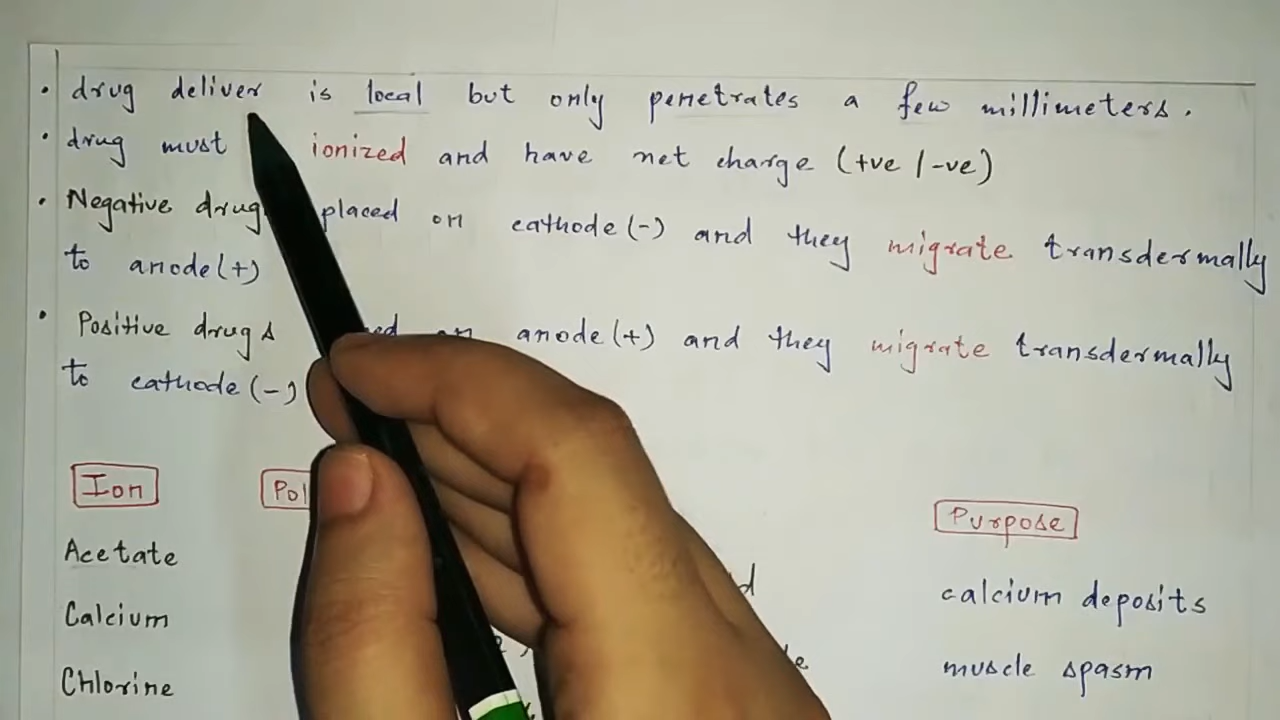 • drug deliver is local but only penetrates a few millimeters.
• drug must ionized and have net charge (+ve / -ve)
• Negative drug placed on cathode (-) and they migrate transdermally
to anode (+)
• Positive drugs on anode (+) and they migrate transdermally
to cathode (-)
Ion Purpose
Acetate calcium deposits
Calcium muscle spasm
Chlorine